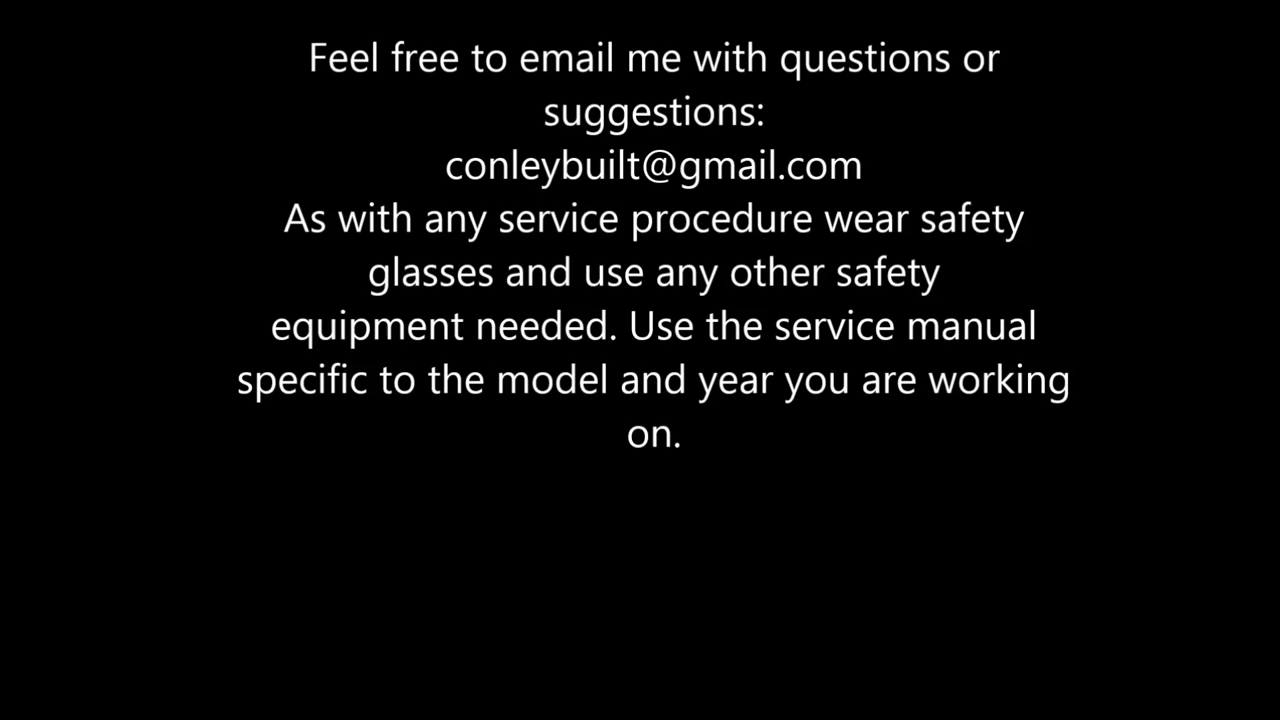 Feel free to email me with questions or
suggestions:
conleybuilt@gmail.com
As with any service procedure wear safety
glasses and use any other safety
equipment needed. Use the service manual
specific to the model and year you are working
on.